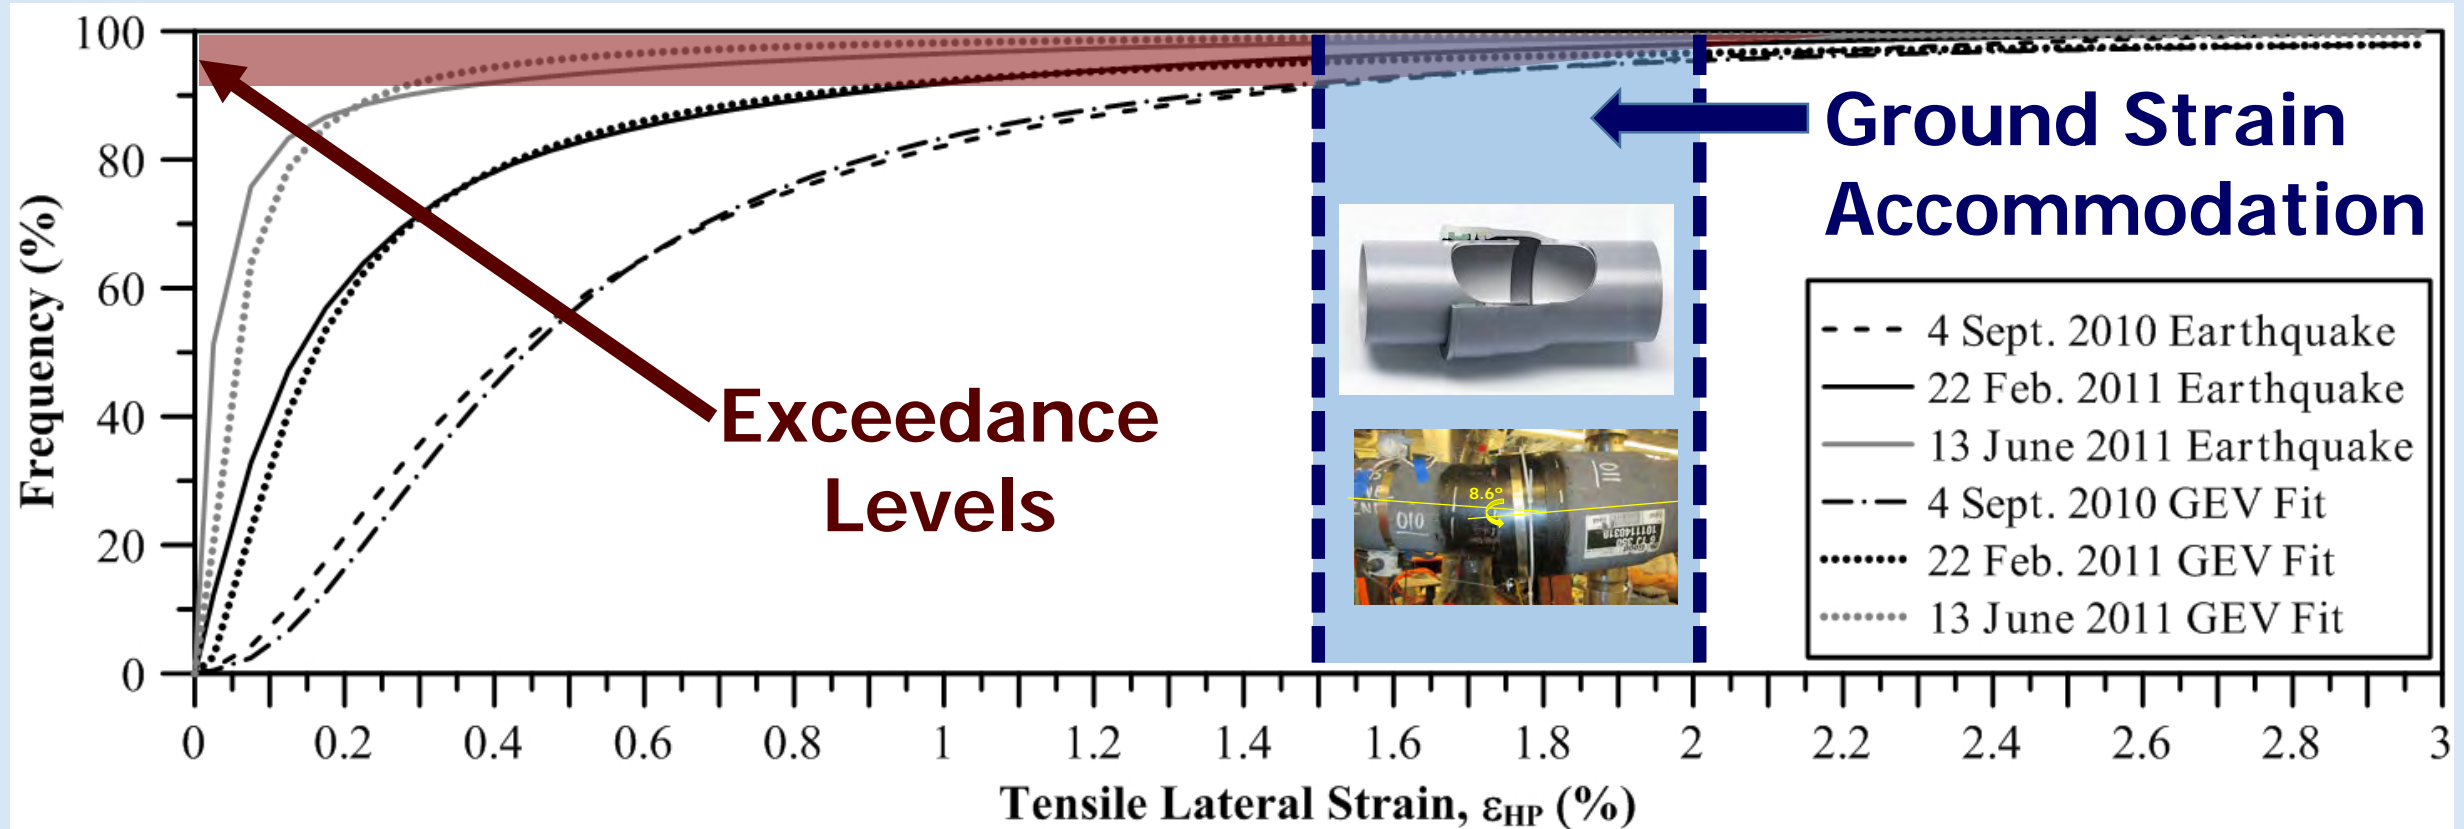 100
80
60
40
20
0
Frequency (%)
Exceedance
Levels
Ground Strain
Accommodation
4 Sept. 2010 Earthquake
22 Feb. 2011 Earthquake
13 June 2011 Earthquake
4 Sept. 2010 GEV Fit
22 Feb. 2011 GEV Fit
13 June 2011 GEV Fit
8.6°
010
011
0 0.2 0.4 0.6 0.8 1 1.2 1.4 1.6 1.8 2 2.2 2.4 2.6 2.8 3
Tensile Lateral Strain, εHP (%)